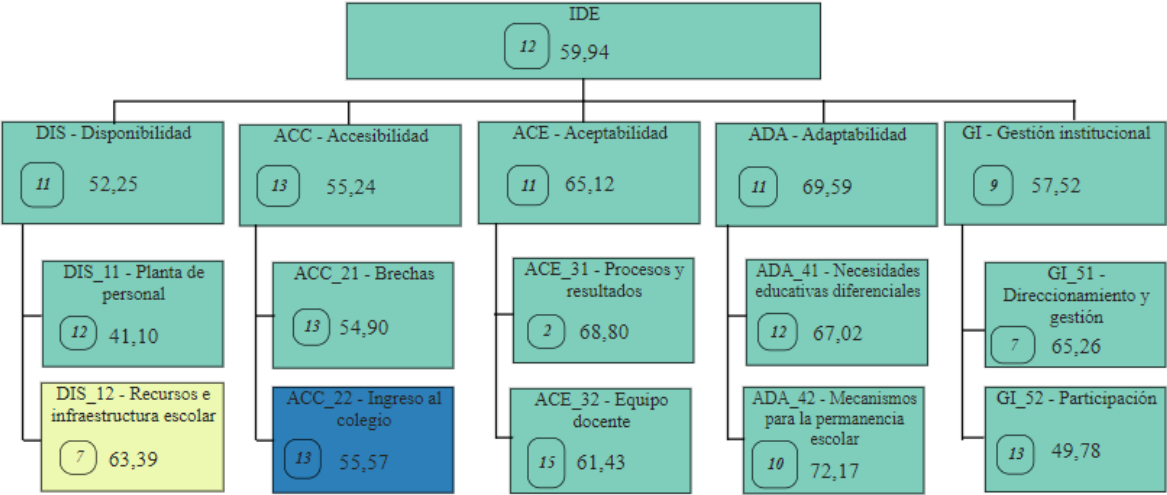 IDE
12 59,94
DIS - Disponibilidad
11 52,25
ACC - Accesibilidad
13 55,24
ACE - Aceptabilidad
11 65,12
ADA - Adaptabilidad
11 69,59
GI - Gestión institucional
9 57,52
DIS_11 - Planta de
personal
12 41,10
ACC_21 - Brechas
13 54,90
ACE_31 - Procesos y
resultados
2 68,80
ADA_41 - Necesidades
educativas diferenciales
12 67,02
GI_51 -
Direccionamiento y
gestión
7 65,26
DIS_12 - Recursos e
infraestructura escolar
7 63,39
ACC_22 - Ingreso al
colegio
13 55,57
ACE_32 - Equipo
docente
15 61,43
ADA_42 - Mecanismos
para la permanencia
escolar
10 72,17
GI_52 - Participación
13 49,78